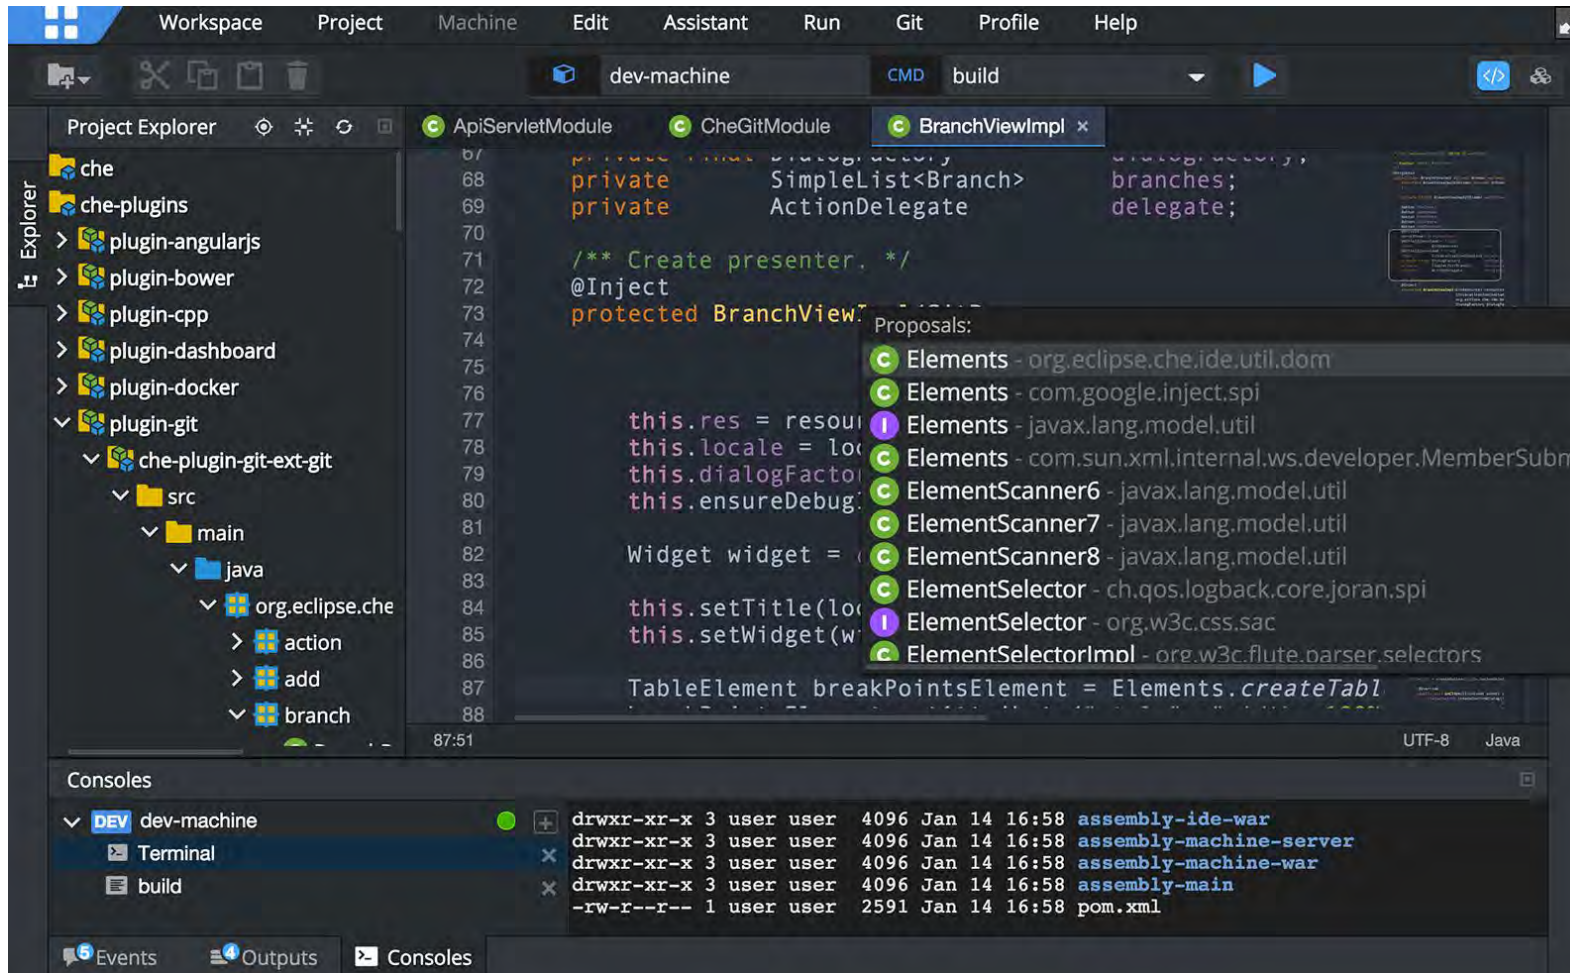 Workspace Project Machine Edit Assistant Run Git Profile Help
dev-machine CMD build </>
Project Explorer
ApiServletModule CheGitModule BranchViewImpl ×
Explorer
che
che-plugins
plugin-angularjs
plugin-bower
plugin-cpp
plugin-dashboard
plugin-docker
plugin-git
che-plugin-git-ext-git
src
main
java
org.eclipse.che
action
add
branch
67 private final DialogFactory dialogFactory;
68 private SimpleList<Branch> branches;
69 private ActionDelegate delegate;
70
71 /** Create presenter. */
72 @Inject
73 protected BranchViewI
74
75
76
77 this.res = resou
78 this.locale = lo
79 this.dialogFacto
80 this.ensureDebug
81
82 Widget widget =
83
84 this.setTitle(lo
85 this.setWidget(w
86
87 TableElement breakPointsElement = Elements.createTabl
88
Proposals:
Elements - org.eclipse.che.ide.util.dom
Elements - com.google.inject.spi
Elements - javax.lang.model.util
Elements - com.sun.xml.internal.ws.developer.MemberSubm
ElementScanner6 - javax.lang.model.util
ElementScanner7 - javax.lang.model.util
ElementScanner8 - javax.lang.model.util
ElementSelector - ch.qos.logback.core.joran.spi
ElementSelector - org.w3c.css.sac
ElementSelectorImpl - org.w3c.flute.parser.selectors
87:51 UTF-8 Java
Consoles
DEV dev-machine
Terminal
build
drwxr-xr-x 3 user user 4096 Jan 14 16:58 assembly-ide-war
drwxr-xr-x 3 user user 4096 Jan 14 16:58 assembly-machine-server
drwxr-xr-x 3 user user 4096 Jan 14 16:58 assembly-machine-war
drwxr-xr-x 3 user user 4096 Jan 14 16:58 assembly-main
-rw-r--r-- 1 user user 2591 Jan 14 16:58 pom.xml
5 Events 4 Outputs Consoles